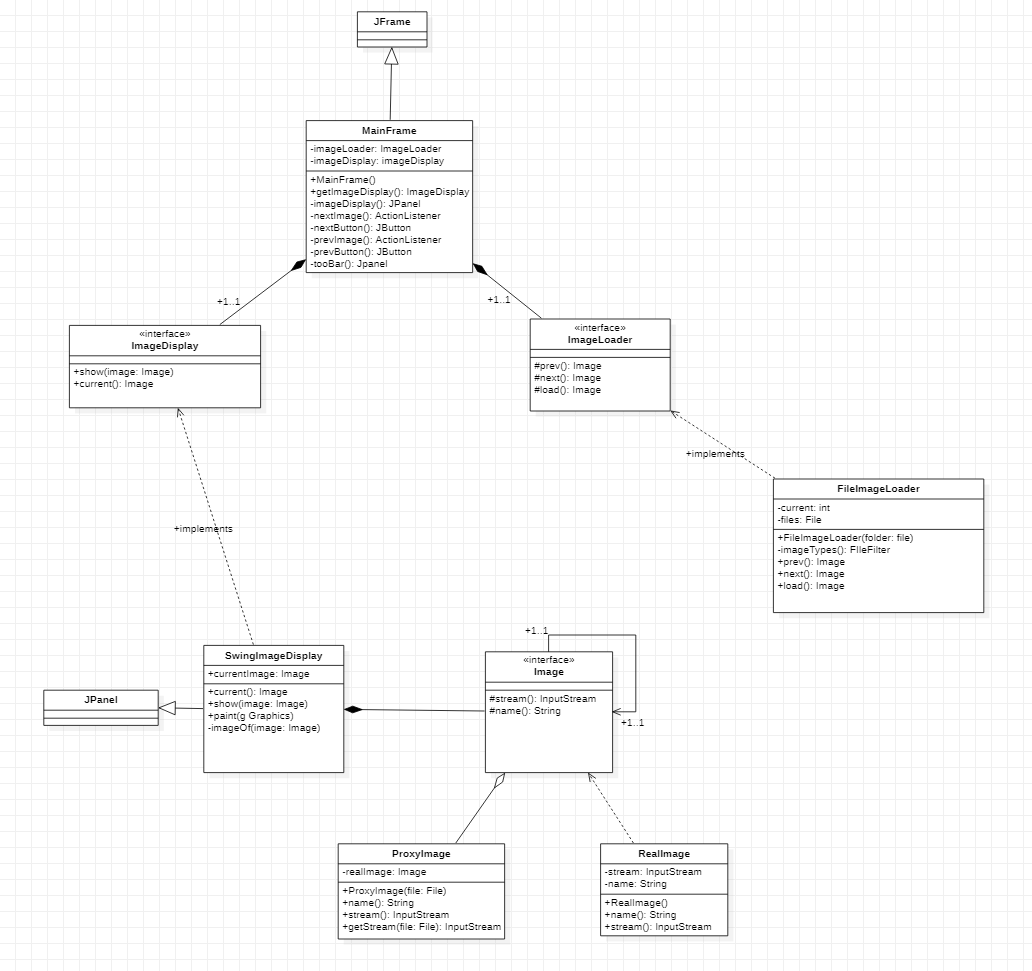 JFrame
MainFrame
-imageLoader: ImageLoader
-imageDisplay: imageDisplay
+MainFrame()
+getImageDisplay(): ImageDisplay
-imageDisplay(): JPanel
-nextImage(): ActionListener
-nextButton(): JButton
-prevImage(): ActionListener
-prevButton(): JButton
-tooBar(): Jpanel
+1..1
+1..1
«interface»
ImageDisplay
+show(image: Image)
+current(): Image
«interface»
ImageLoader
#prev(): Image
#next(): Image
#load(): Image
+implements
+implements
FileImageLoader
-current: int
-files: File
+FileImageLoader(folder: file)
-imageTypes(): FIleFilter
+prev(): Image
+next(): Image
+load(): Image
SwingImageDisplay
+currentImage: Image
+current(): Image
+show(image: Image)
+paint(g Graphics)
-imageOf(image: Image)
JPanel
+1..1
«interface»
Image
#stream(): InputStream
#name(): String
+1..1
ProxyImage
-realImage: Image
+ProxyImage(file: File)
+name(): String
+stream(): InputStream
+getStream(file: File): InputStream
RealImage
-stream: InputStream
-name: String
+RealImage()
+name(): String
+stream(): InputStream